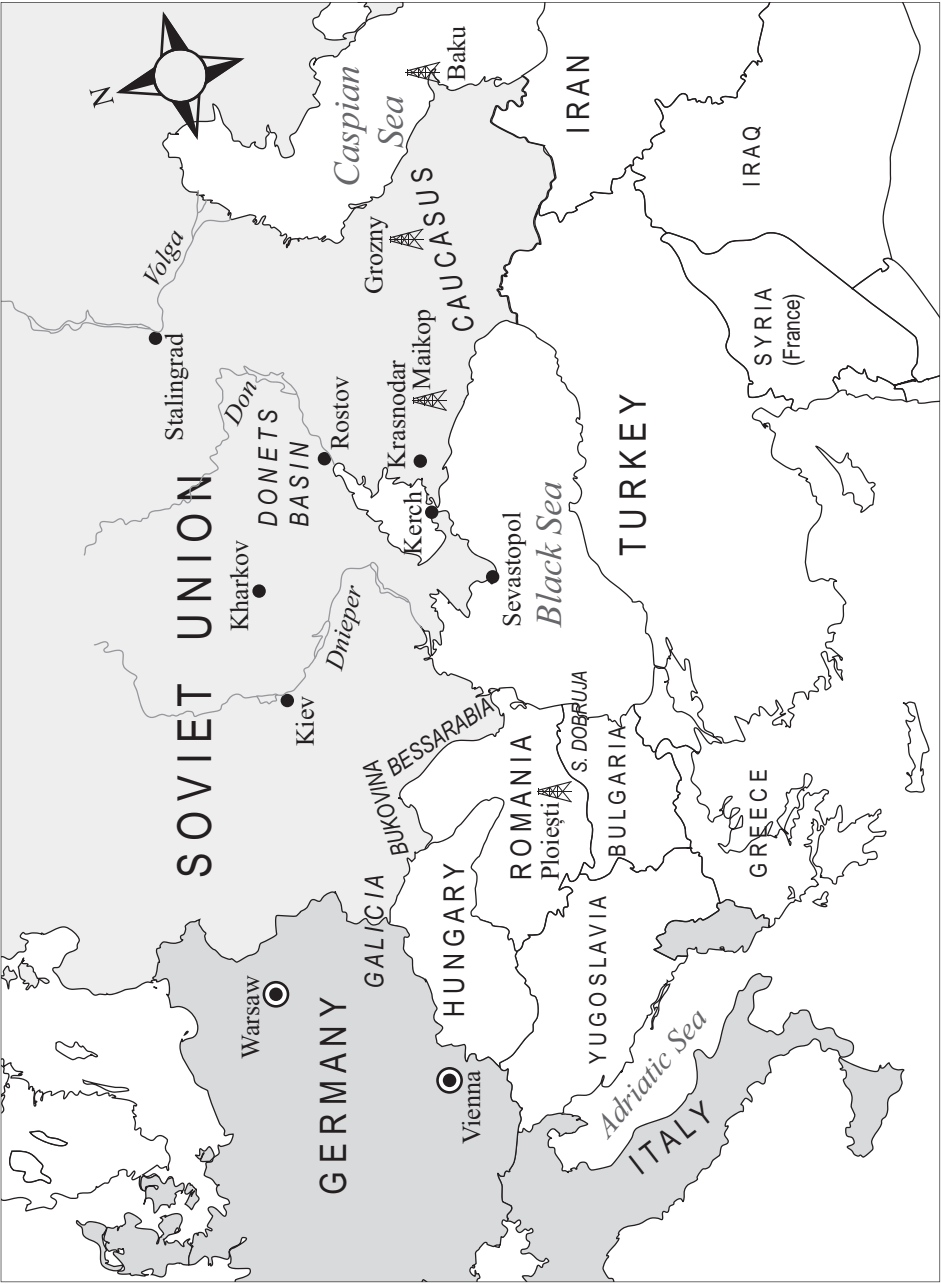 N
SOVIET UNION
GERMANY
Warsaw
Vienna
GALICIA
BUKOVINA
BESSARABIA
HUNGARY
ROMANIA
Ploiești
S. DOBRUJA
BULGARIA
YUGOSLAVIA
GREECE
ITALY
Adriatic Sea
Kiev
Dnieper
Kharkov
DONETS
BASIN
Don
Rostov
Stalingrad
Volga
Krasnodar
Maikop
Kerch
Sevastopol
Black Sea
Grozny
CAUCASUS
Caspian
Sea
Baku
TURKEY
SYRIA
(France)
IRAQ
IRAN